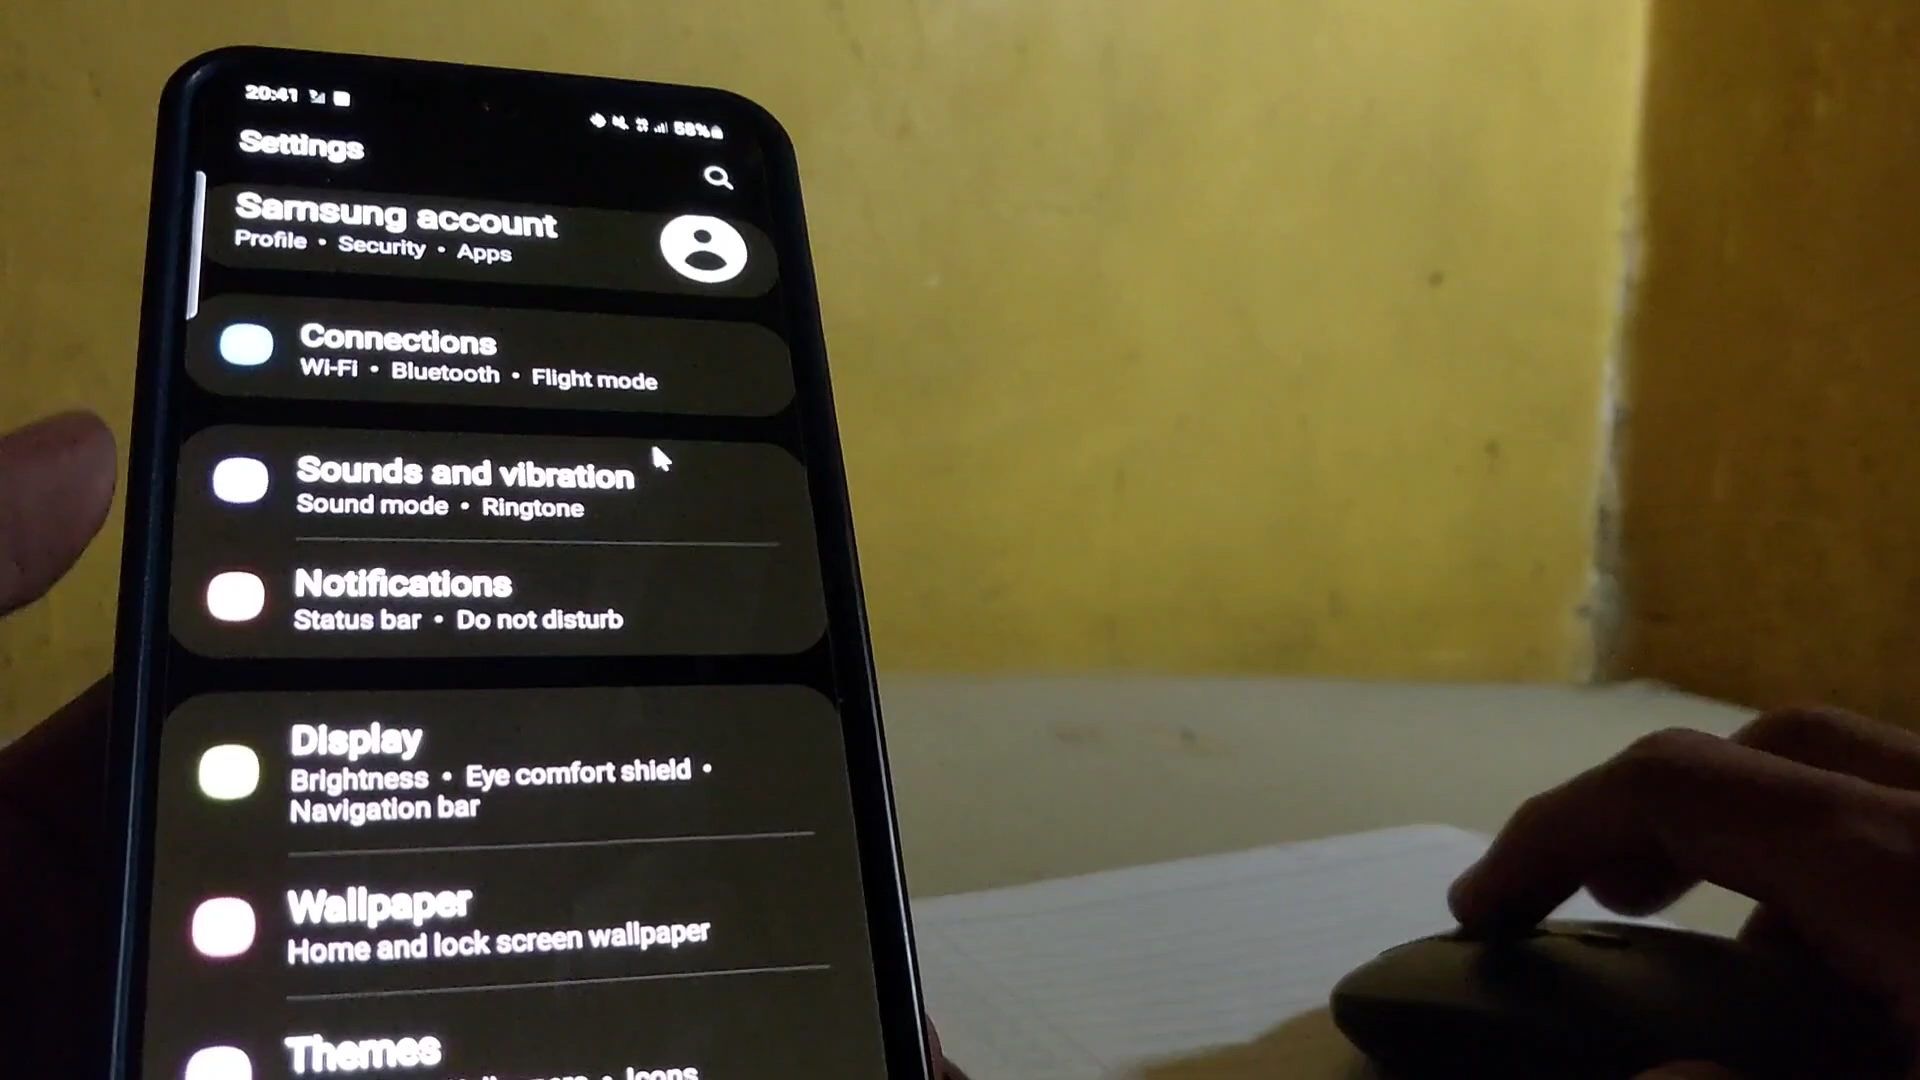 20:41
58%
Settings
Samsung account
Profile • Security • Apps
Connections
Wi-Fi • Bluetooth • Flight mode
Sounds and vibration
Sound mode • Ringtone
Notifications
Status bar • Do not disturb
Display
Brightness • Eye comfort shield •
Navigation bar
Wallpaper
Home and lock screen wallpaper
Themes
• Icons